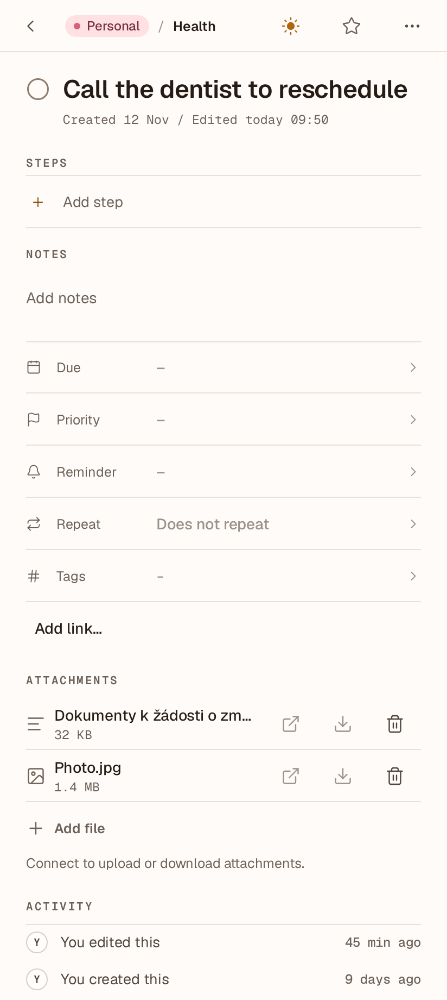 Personal / Health
Call the dentist to reschedule
Created 12 Nov / Edited today 09:50
STEPS
Add step
NOTES
Add notes
Due –
Priority –
Reminder –
Repeat Does not repeat
Tags –
Add link…
ATTACHMENTS
Dokumenty k žádosti o zm…
32 KB
Photo.jpg
1.4 MB
Add file
Connect to upload or download attachments.
ACTIVITY
Y You edited this 45 min ago
Y You created this 9 days ago